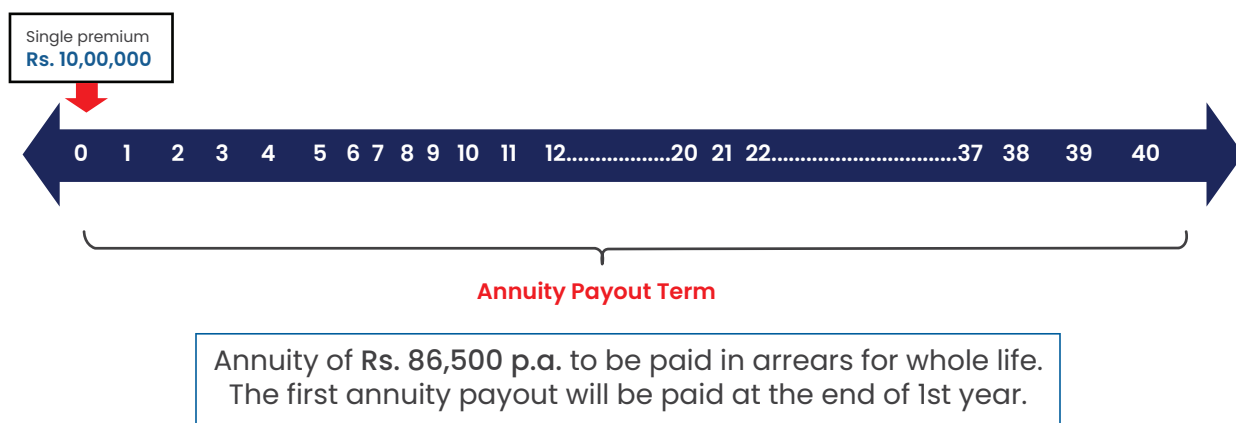 Single premium
Rs. 10,00,000
0 1 2 3 4 5 6 7 8 9 10 11 12..................20 21 22................................37 38 39 40
Annuity Payout Term
Annuity of Rs. 86,500 p.a. to be paid in arrears for whole life.
The first annuity payout will be paid at the end of 1st year.